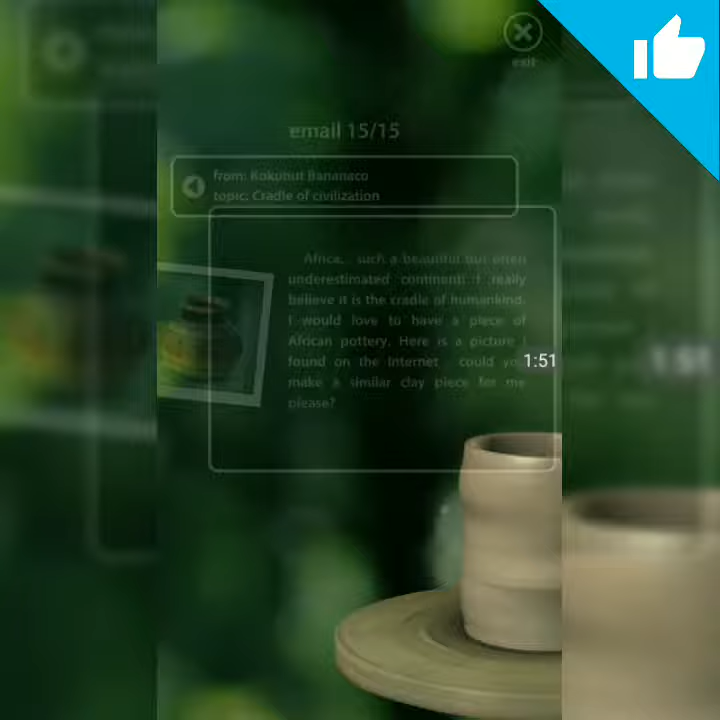 exit
email 15/15
from: Kokonut Bananaco
topic: Cradle of civilization
Africa, such a beautiful but often
underestimated continent! I really
believe it is the cradle of humankind.
I would love to have a piece of
African pottery. Here is a picture I
found on the Internet - could you
1:51
make a similar clay piece for me
please?